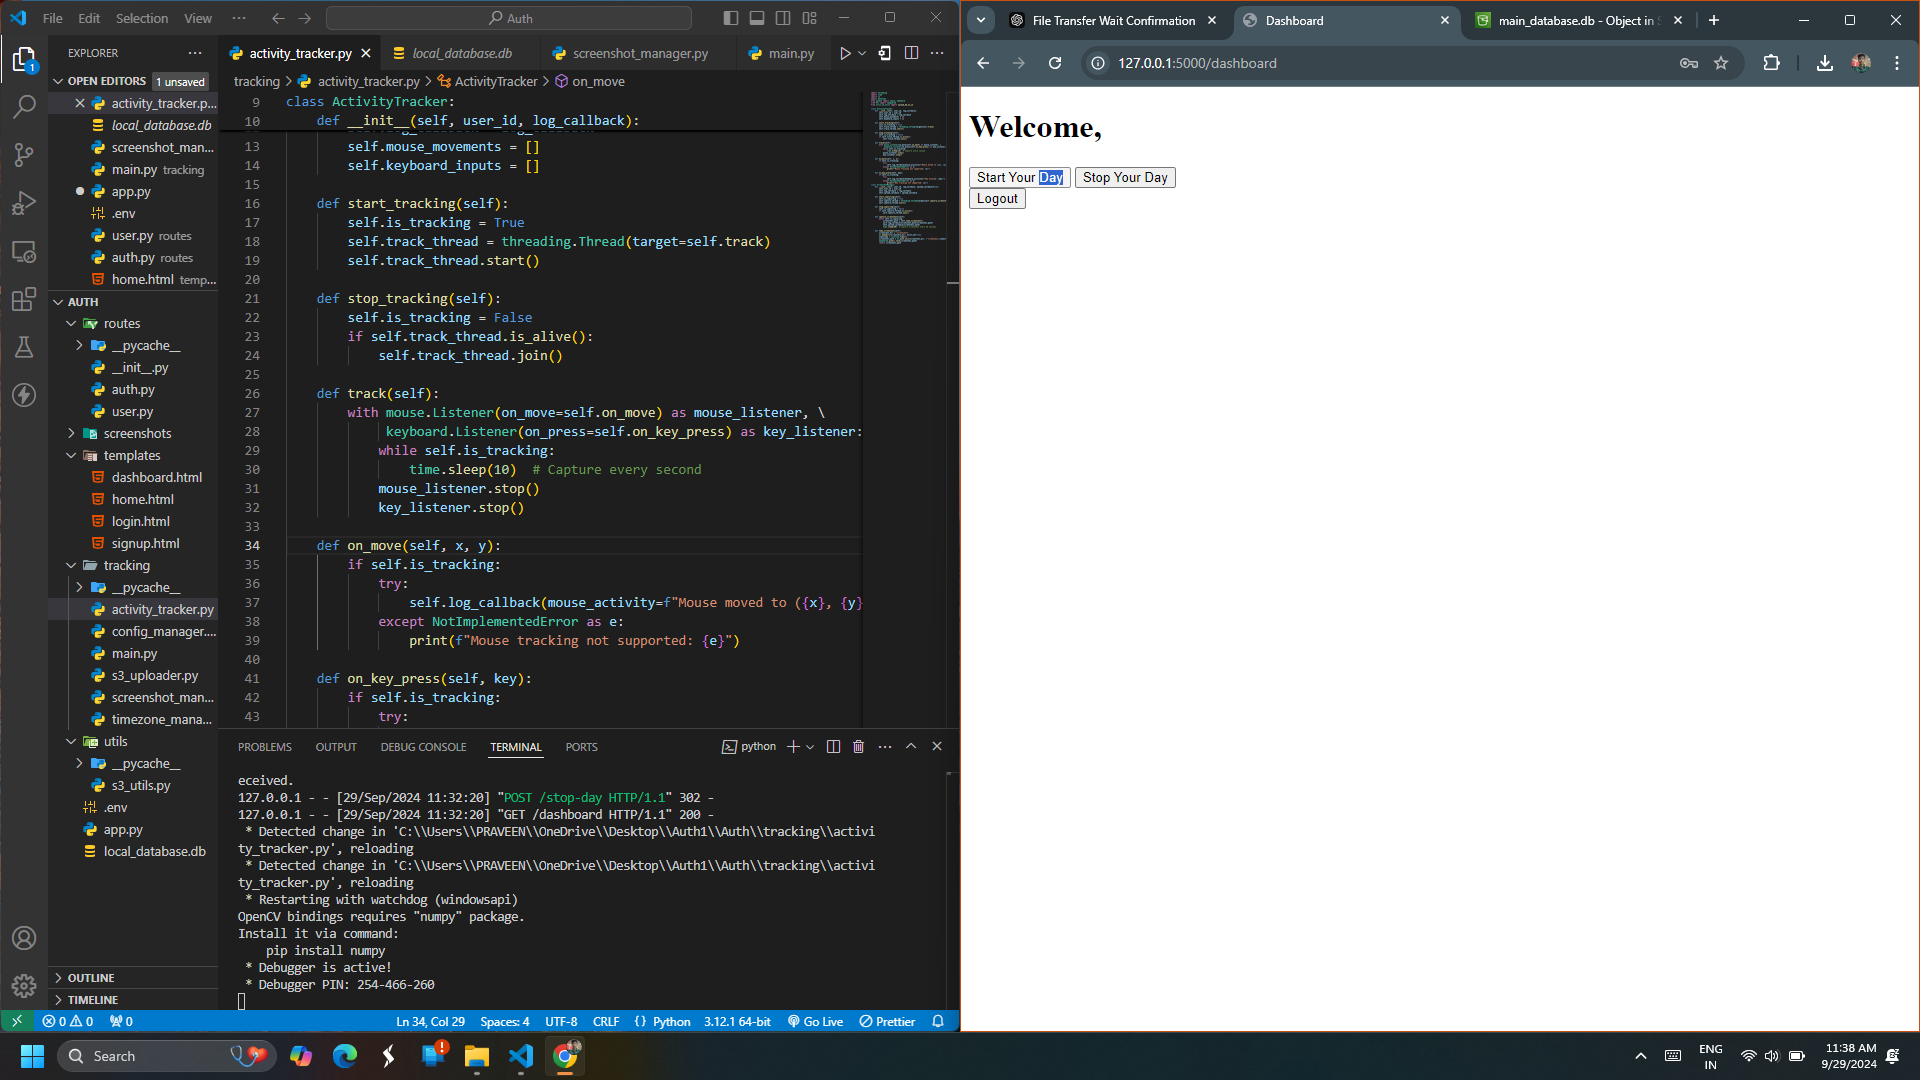 File Edit Selection View ··· Auth
EXPLORER ···
OPEN EDITORS 1 unsaved
activity_tracker.p...
local_database.db
screenshot_man...
main.py tracking
app.py
.env
user.py routes
auth.py routes
home.html temp...
AUTH
routes
__pycache__
__init__.py
auth.py
user.py
screenshots
templates
dashboard.html
home.html
login.html
signup.html
tracking
__pycache__
activity_tracker.py
config_manager....
main.py
s3_uploader.py
screenshot_man...
timezone_mana...
utils
__pycache__
s3_utils.py
.env
app.py
local_database.db
OUTLINE
TIMELINE
activity_tracker.py local_database.db screenshot_manager.py main.py
tracking > activity_tracker.py > ActivityTracker > on_move
9 class ActivityTracker:
10 def __init__(self, user_id, log_callback):
13 self.mouse_movements = []
14 self.keyboard_inputs = []
15
16 def start_tracking(self):
17 self.is_tracking = True
18 self.track_thread = threading.Thread(target=self.track)
19 self.track_thread.start()
20
21 def stop_tracking(self):
22 self.is_tracking = False
23 if self.track_thread.is_alive():
24 self.track_thread.join()
25
26 def track(self):
27 with mouse.Listener(on_move=self.on_move) as mouse_listener, \
28 keyboard.Listener(on_press=self.on_key_press) as key_listener:
29 while self.is_tracking:
30 time.sleep(10) # Capture every second
31 mouse_listener.stop()
32 key_listener.stop()
33
34 def on_move(self, x, y):
35 if self.is_tracking:
36 try:
37 self.log_callback(mouse_activity=f"Mouse moved to ({x}, {y}
38 except NotImplementedError as e:
39 print(f"Mouse tracking not supported: {e}")
40
41 def on_key_press(self, key):
42 if self.is_tracking:
43 try:
PROBLEMS OUTPUT DEBUG CONSOLE TERMINAL PORTS python
eceived.
127.0.0.1 - - [29/Sep/2024 11:32:20] "POST /stop-day HTTP/1.1" 302 -
127.0.0.1 - - [29/Sep/2024 11:32:20] "GET /dashboard HTTP/1.1" 200 -
* Detected change in 'C:\\Users\\PRAVEEN\\OneDrive\\Desktop\\Auth1\\Auth\\tracking\\activi
ty_tracker.py', reloading
* Detected change in 'C:\\Users\\PRAVEEN\\OneDrive\\Desktop\\Auth1\\Auth\\tracking\\activi
ty_tracker.py', reloading
* Restarting with watchdog (windowsapi)
OpenCV bindings requires "numpy" package.
Install it via command:
pip install numpy
* Debugger is active!
* Debugger PIN: 254-466-260
0 0 0 Ln 34, Col 29 Spaces: 4 UTF-8 CRLF {} Python 3.12.1 64-bit Go Live Prettier
File Transfer Wait Confirmation Dashboard main_database.db - Object in
127.0.0.1:5000/dashboard
Welcome,
Start Your Day Stop Your Day
Logout
Search ENG IN 11:38 AM 9/29/2024